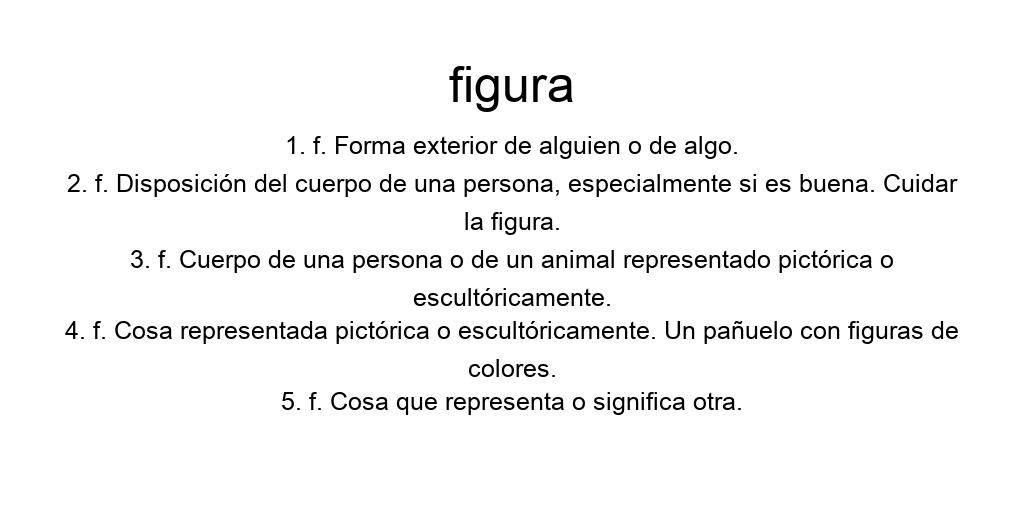 figura
1. f. Forma exterior de alguien o de algo.
2. f. Disposición del cuerpo de una persona, especialmente si es buena. Cuidar
la figura.
3. f. Cuerpo de una persona o de un animal representado pictórica o
escultóricamente.
4. f. Cosa representada pictórica o escultóricamente. Un pañuelo con figuras de
colores.
5. f. Cosa que representa o significa otra.